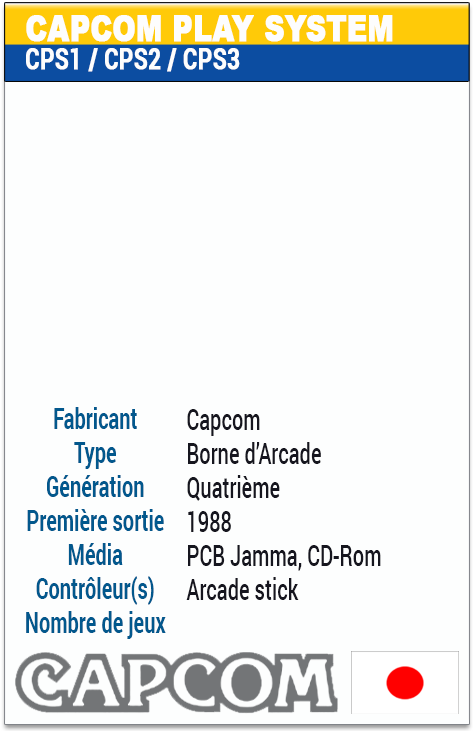 CAPCOM PLAY SYSTEM
CPS1 / CPS2 / CPS3
Fabricant Capcom
Type Borne d’Arcade
Génération Quatrième
Première sortie 1988
Média PCB Jamma, CD-Rom
Contrôleur(s) Arcade stick
Nombre de jeux
CAPCOM